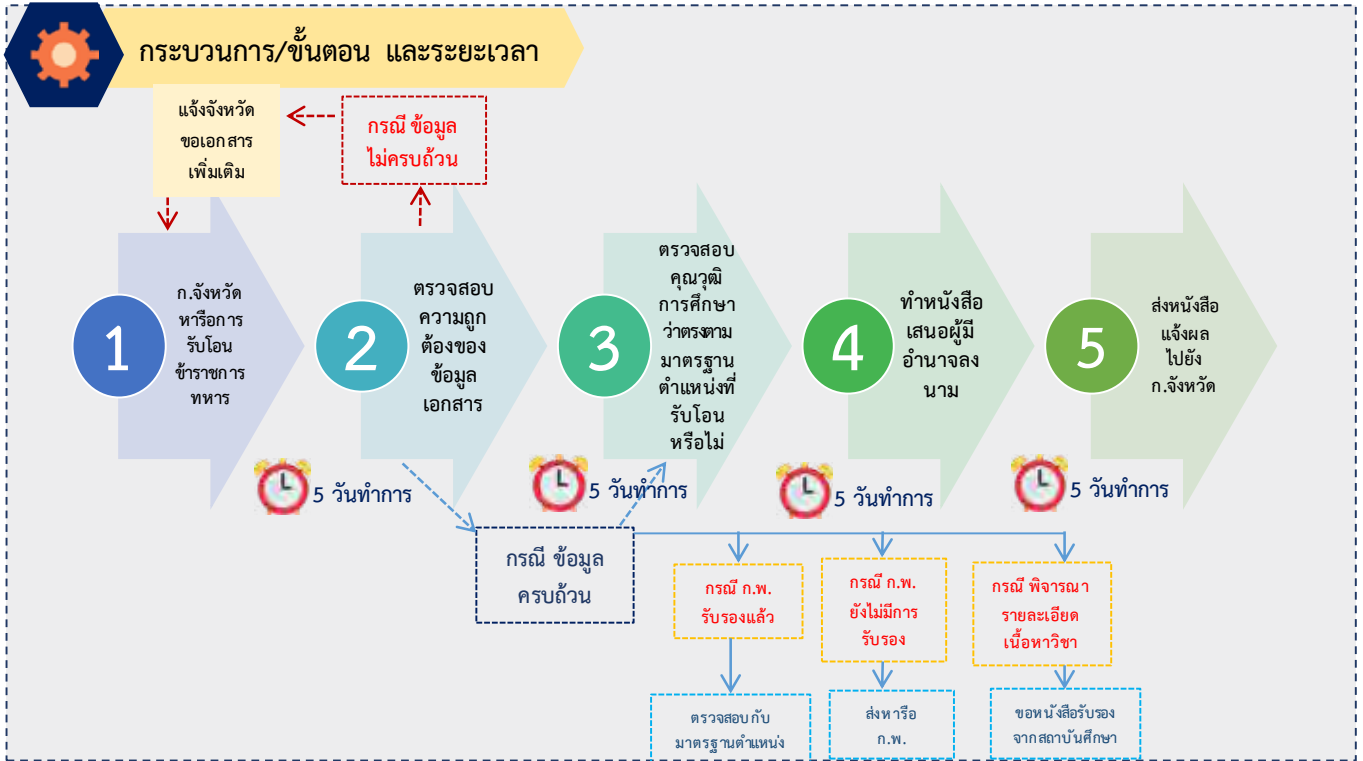 กระบวนการ/ขั้นตอน และระยะเวลา
แจ้งจังหวัด
ขอเอกสาร
เพิ่มเติม
กรณี ข้อมูล
ไม่ครบถ้วน
1
ก.จังหวัด
หารือการ
รับโอน
ข้าราชการ
ทหาร
2
ตรวจสอบ
ความถูก
ต้องของ
ข้อมูล
เอกสาร
3
ตรวจสอบ
คุณวุฒิ
การศึกษา
ว่าตรงตาม
มาตรฐาน
ตำแหน่งที่
รับโอน
หรือไม่
4
ทำหนังสือ
เสนอผู้มี
อำนาจลง
นาม
5
ส่งหนังสือ
แจ้งผล
ไปยัง
ก.จังหวัด
5 วันทำการ
5 วันทำการ
5 วันทำการ
5 วันทำการ
กรณี ข้อมูล
ครบถ้วน
กรณี ก.พ.
รับรองแล้ว
กรณี ก.พ.
ยังไม่มีการ
รับรอง
กรณี พิจารณา
รายละเอียด
เนื้อหาวิชา
ตรวจสอบกับ
มาตรฐานตำแหน่ง
ส่งหารือ
ก.พ.
ขอหนังสือรับรอง
จากสถาบันศึกษา